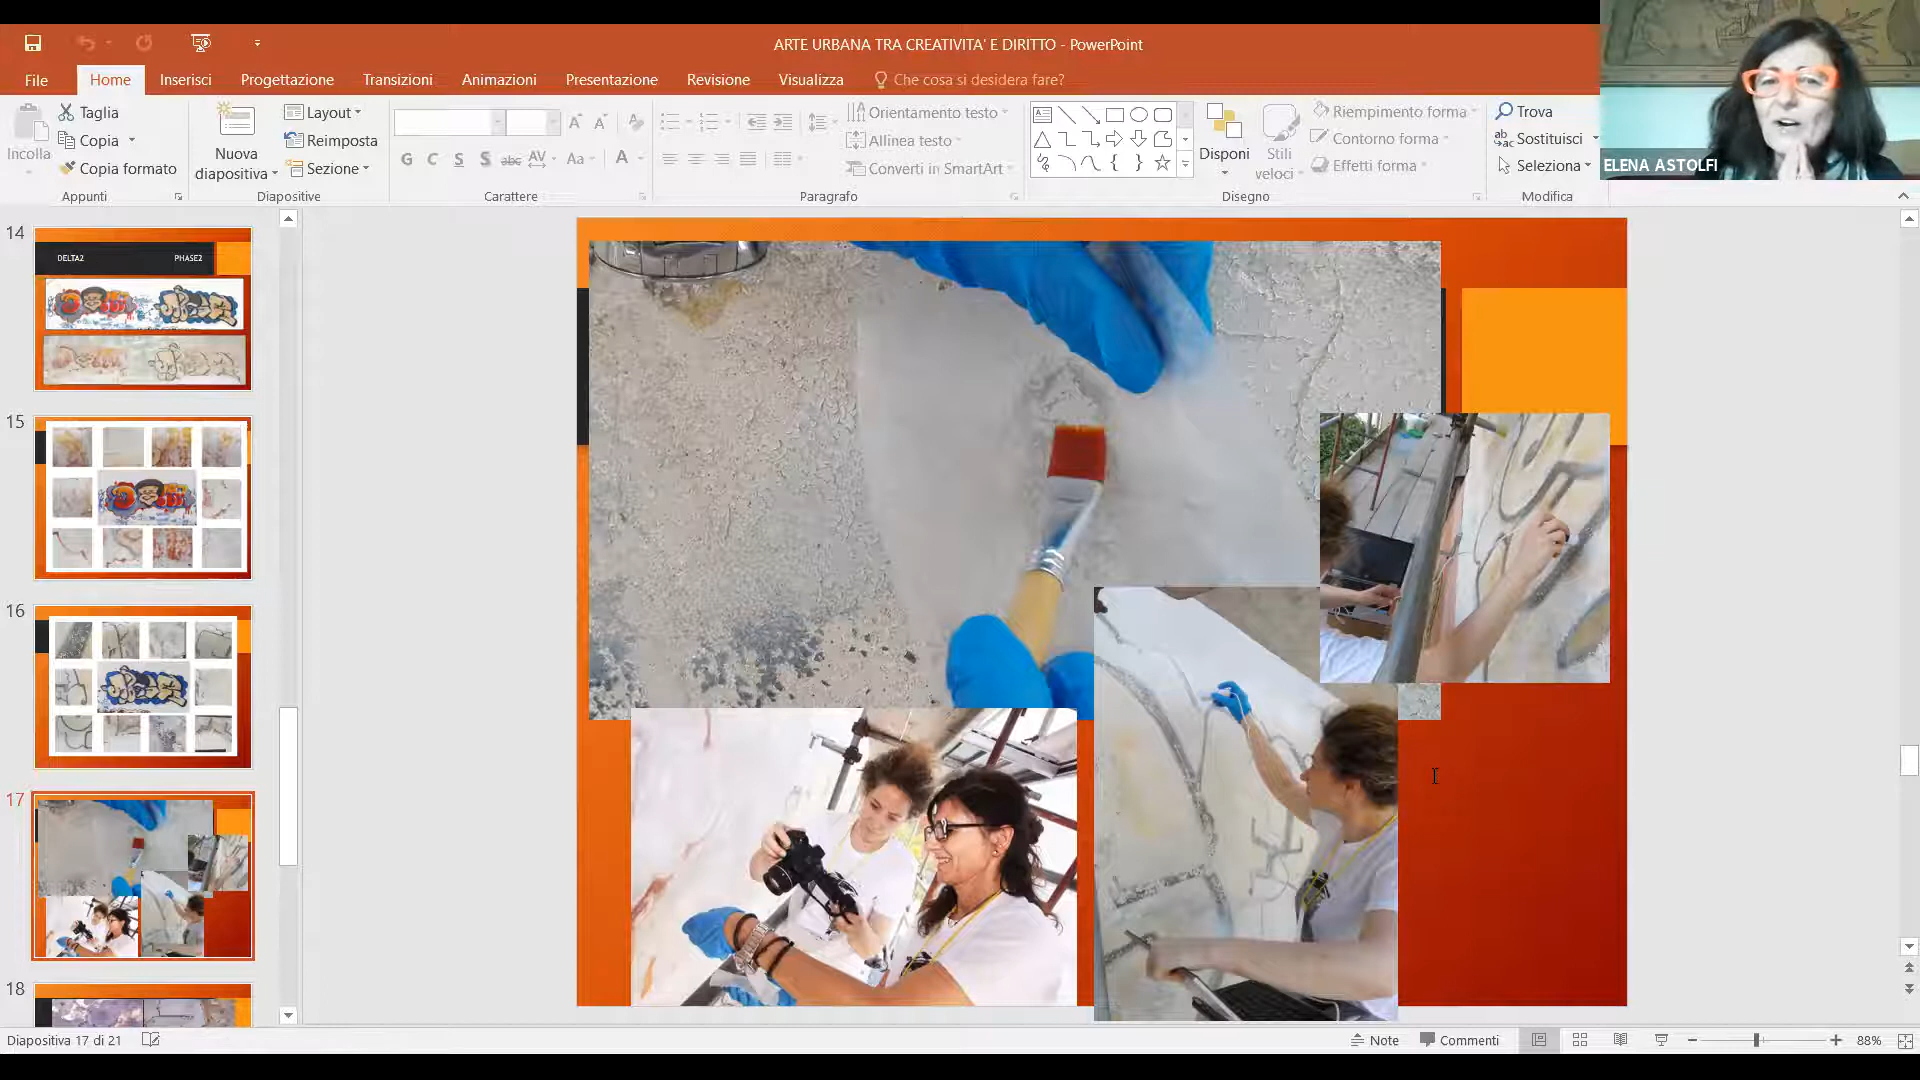 ARTE URBANA TRA CREATIVITA' E DIRITTO - PowerPoint
File Home Inserisci Progettazione Transizioni Animazioni Presentazione Revisione Visualizza Che cosa si desidera fare?
Incolla
Taglia
Copia
Copia formato
Appunti
Nuova
diapositiva
Layout
Reimposta
Sezione
Diapositive
G C S S abc AV Aa A
Carattere
Orientamento testo
Allinea testo
Converti in SmartArt
Paragrafo
Disponi
Stili
veloci
Riempimento forma
Contorno forma
Effetti forma
Disegno
Trova
Sostituisci
Seleziona
Modifica
ELENA ASTOLFI
14
DELTA2 PHASE2
15
16
17
18
Diapositiva 17 di 21
Note Commenti 88%